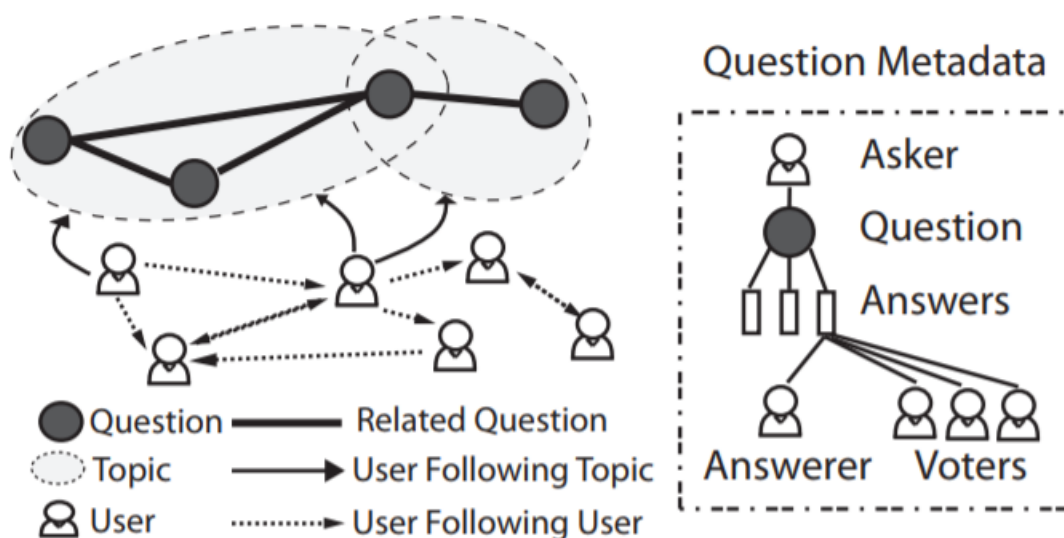 Question Metadata
Asker
Question
Answers
Answerer Voters
Question Related Question
Topic User Following Topic
User User Following User